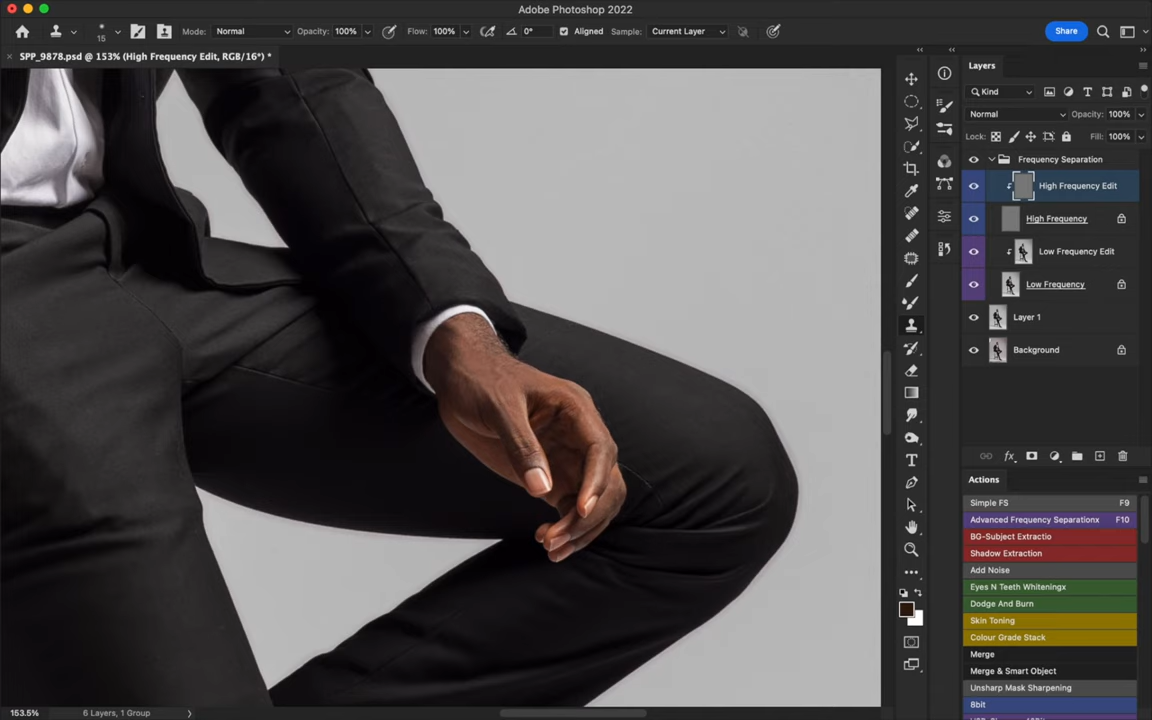 Adobe Photoshop 2022
15
Mode: Normal
Opacity: 100%
Flow: 100%
0°
Aligned
Sample: Current Layer
Share
SPP_9878.psd @ 153% (High Frequency Edit, RGB/16*) *
Layers
Kind
Normal
Opacity: 100%
Lock:
Fill: 100%
Frequency Separation
High Frequency Edit
High Frequency
Low Frequency Edit
Low Frequency
Layer 1
Background
fx
Actions
Simple FS F9
Advanced Frequency Separationx F10
BG-Subject Extractio
Shadow Extraction
Add Noise
Eyes N Teeth Whiteningx
Dodge And Burn
Skin Toning
Colour Grade Stack
Merge
Merge & Smart Object
Unsharp Mask Sharpening
8bit
153.5%
6 Layers, 1 Group